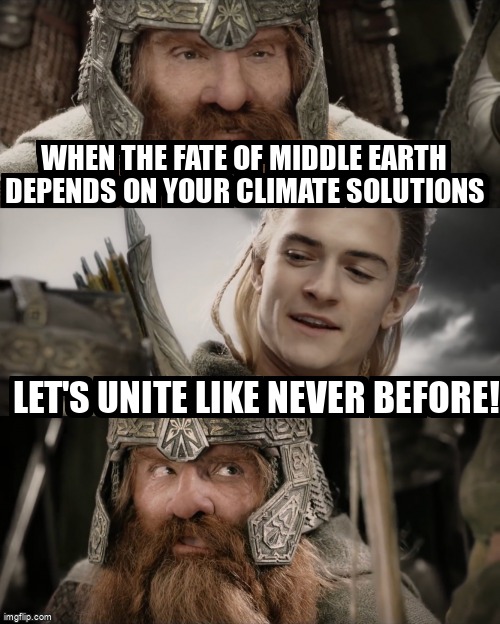 WHEN THE FATE OF MIDDLE EARTH
DEPENDS ON YOUR CLIMATE SOLUTIONS
LET'S UNITE LIKE NEVER BEFORE!
imgflip.com